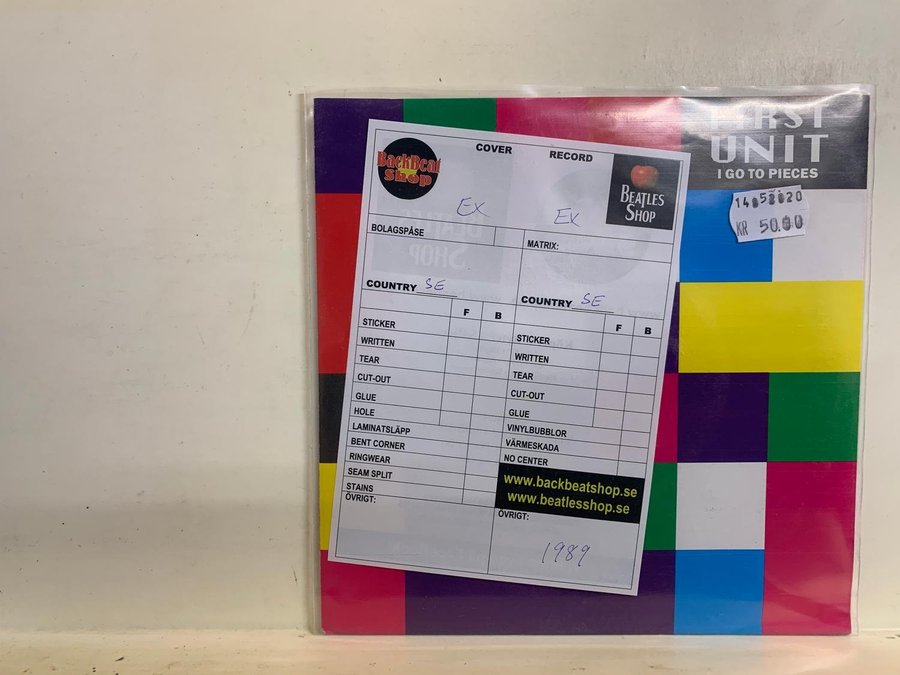 FIRST
UNIT
I GO TO PIECES
KR 50.00
BackBeat
Shop
COVER
RECORD
BEATLES
SHOP
EX
EX
BOLAGSPÅSE
MATRIX:
COUNTRY SE
COUNTRY SE
F B
F B
STICKER
WRITTEN
TEAR
CUT-OUT
GLUE
HOLE
LAMINATSLÄPP
BENT CORNER
RINGWEAR
SEAM SPLIT
STAINS
ÖVRIGT:
STICKER
WRITTEN
TEAR
CUT-OUT
GLUE
VINYLBUBBLOR
VÄRMESKADA
NO CENTER
www.backbeatshop.se
www.beatlesshop.se
ÖVRIGT:
1989